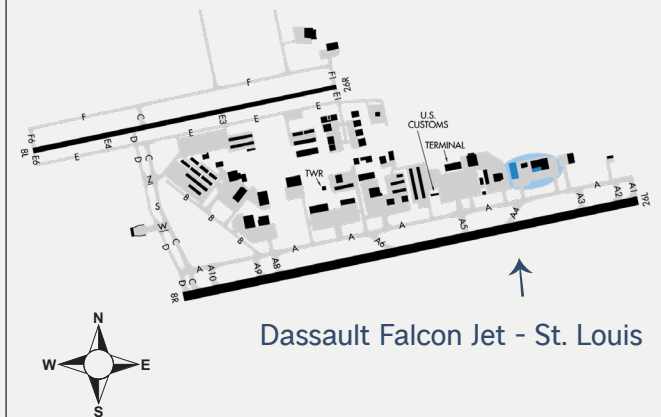 F
F1
26R
E1
F
C
E
E3
E
F6
8L
E6
E
E4
D
D
C
U.S.
CUSTOMS
TERMINAL
TWR
Z
S
W
C
D
B
B
B
A
A
A
A
A
A1
A2
A3
A4
A5
A6
26L
A8
A9
A10
A
D
C
8R
Dassault Falcon Jet - St. Louis
N
W
E
S